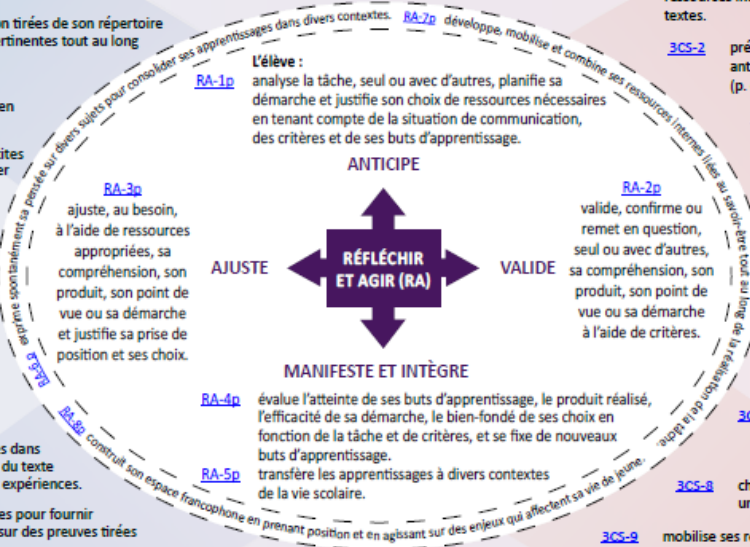 on tirées de son répertoire
ertinentes tout au long
en
ites
er
s dans
du texte
expériences.
es pour fournir
sur des preuves tirées
RA-6p exprime spontanément sa pensée sur divers sujets pour consolider ses apprentissages dans divers contextes.
RA-7p développe, mobilise et combine ses ressources internes liées au savoir-être tout au long de la réalisation de la tâche.
L'élève :
RA-1p analyse la tâche, seul ou avec d'autres, planifie sa
démarche et justifie son choix de ressources nécessaires
en tenant compte de la situation de communication,
des critères et de ses buts d'apprentissage.
ANTICIPE
RA-3p
ajuste, au besoin,
à l'aide de ressources
appropriées, sa
compréhension, son
produit, son point de
vue ou sa démarche
et justifie sa prise de
position et ses choix.
AJUSTE
RÉFLÉCHIR
ET AGIR (RA)
VALIDE
RA-2p
valide, confirme ou
remet en question,
seul ou avec d'autres,
sa compréhension, son
produit, son point de
vue ou sa démarche
à l'aide de critères.
MANIFESTE ET INTÈGRE
RA-4p évalue l'atteinte de ses buts d'apprentissage, le produit réalisé,
l'efficacité de sa démarche, le bien-fondé de ses choix en
fonction de la tâche et de critères, et se fixe de nouveaux
buts d'apprentissage.
RA-5p transfère les apprentissages à divers contextes
de la vie scolaire.
RA-8p construit son espace francophone en prenant position et en agissant sur des enjeux qui affectent sa vie de jeune.
textes.
3CS-2 pré
ant
(p.
3C
3CS-8 ch
un
3CS-9 mobilise ses re